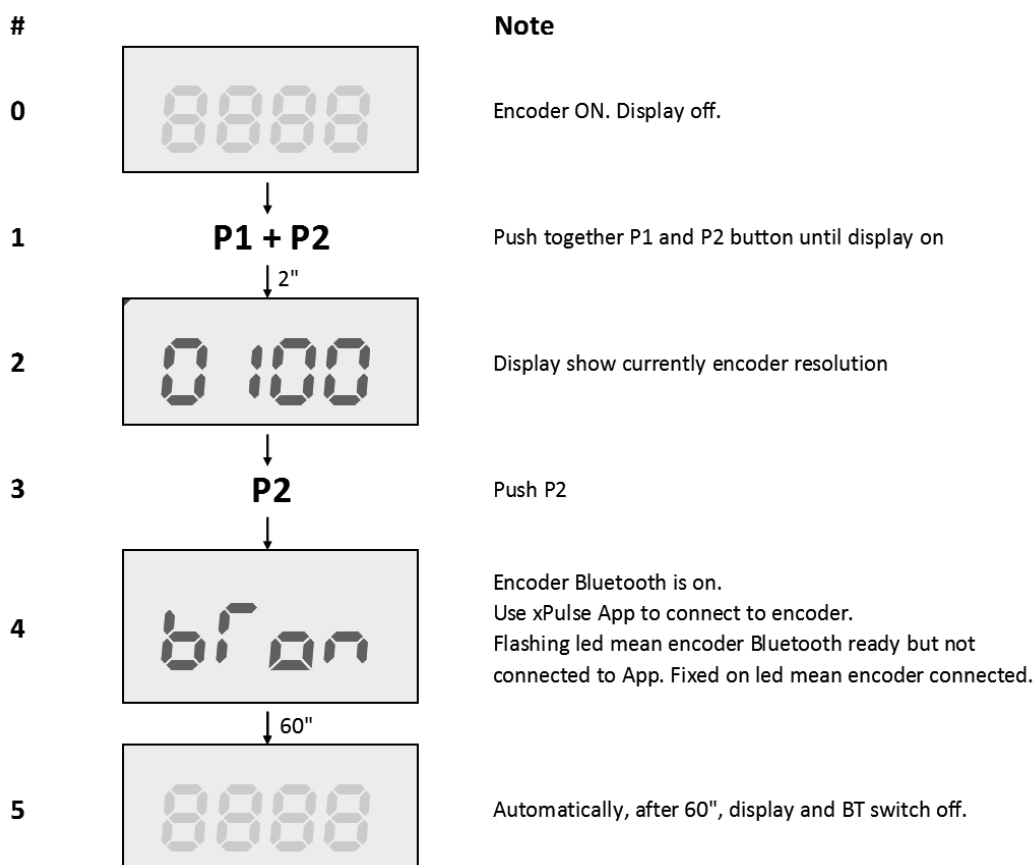 # Note
8888
0 Encoder ON. Display off.
1 P1 + P2 Push together P1 and P2 button until display on
2"
0100
2 Display show currently encoder resolution
3 P2 Push P2
Encoder Bluetooth is on.
Use xPulse App to connect to encoder.
4 bT on Flashing led mean encoder Bluetooth ready but not
connected to App. Fixed on led mean encoder connected.
60"
8888
5 Automatically, after 60", display and BT switch off.